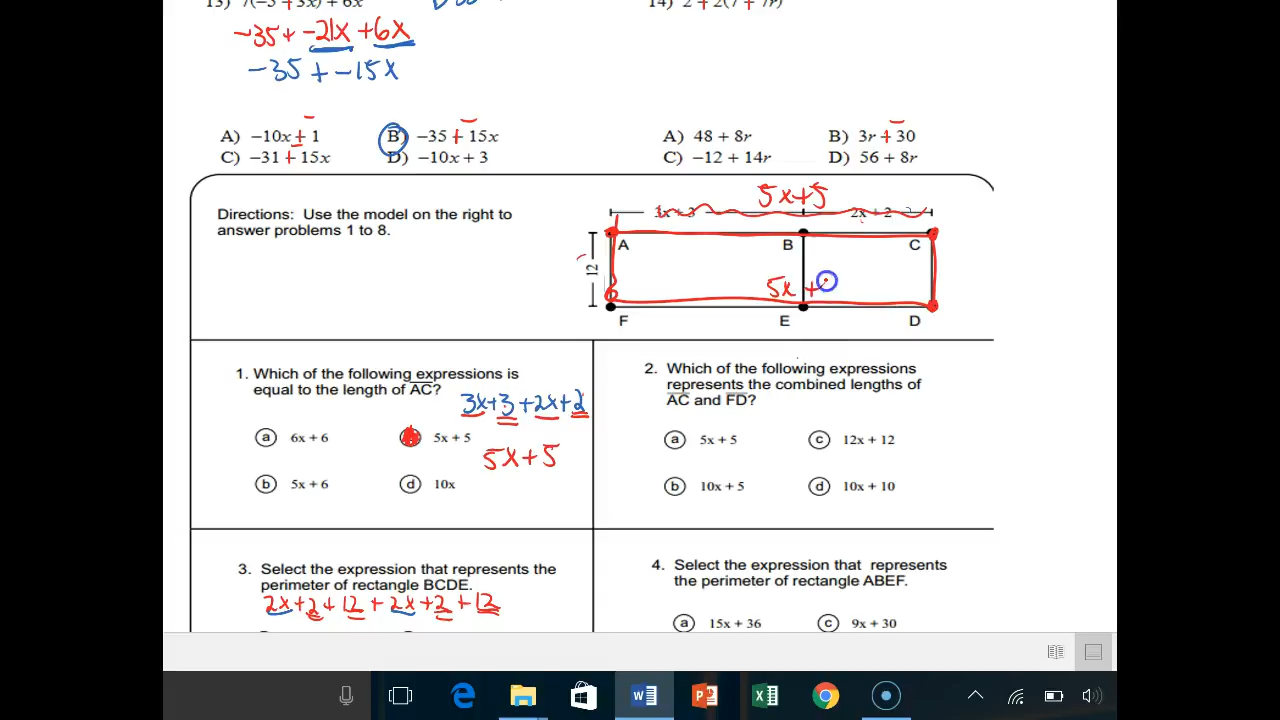 13) 7(−5 + 3x) + 6x
14) 2 + 2(7 + 7r)
-35+ -21x +6x
-35 + -15x
A) −10x + 1
B) −35 + 15x
C) −31 + 15x
D) −10x + 3
A) 48 + 8r
B) 3r + 30
C) −12 + 14r
D) 56 + 8r
Directions: Use the model on the right to
answer problems 1 to 8.
5x+5
3x + 3
2x + 2
12
A
B
C
5x +
F
E
D
1. Which of the following expressions is
equal to the length of AC?
3x+3 +2x+2
a 6x + 6
5x + 5
5x+5
b 5x + 6
d 10x
2. Which of the following expressions
represents the combined lengths of
AC and FD?
a 5x + 5
c 12x + 12
b 10x + 5
d 10x + 10
3. Select the expression that represents the
perimeter of rectangle BCDE.
2x+2+12 + 2x+2 +12
4. Select the expression that represents the
perimeter of rectangle ABEF.
a 15x + 36
c 9x + 30